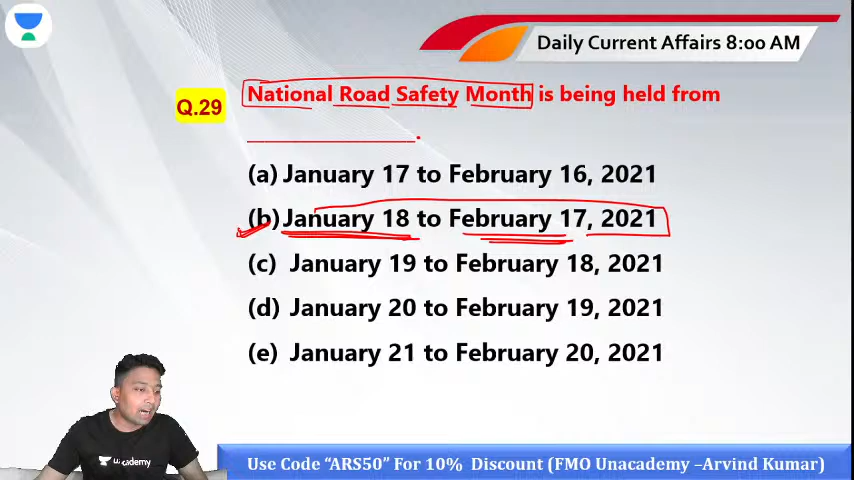 Daily Current Affairs 8:00 AM
Q.29
National Road Safety Month is being held from
________________.
(a) January 17 to February 16, 2021
(b) January 18 to February 17, 2021
(c) January 19 to February 18, 2021
(d) January 20 to February 19, 2021
(e) January 21 to February 20, 2021
unacademy
Use Code “ARS50” For 10% Discount (FMO Unacademy –Arvind Kumar)